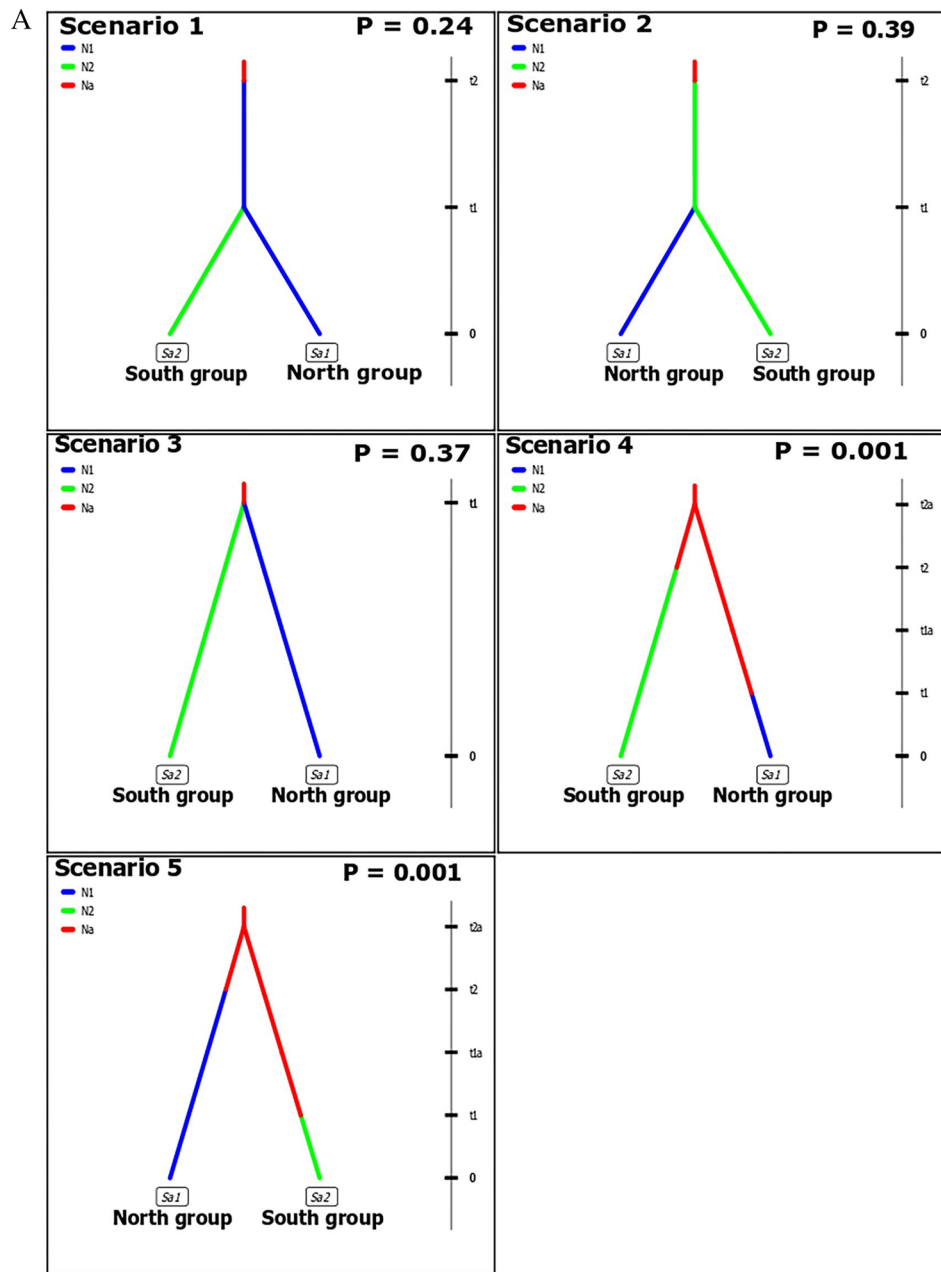 A
Scenario 1
P = 0.24
N1
N2
Na
t2
t1
0
Sa2
Sa1
South group
North group
Scenario 2
P = 0.39
N1
N2
Na
t2
t1
0
Sa1
Sa2
North group
South group
Scenario 3
P = 0.37
N1
N2
Na
t1
0
Sa2
Sa1
South group
North group
Scenario 4
P = 0.001
N1
N2
Na
t2a
t2
t1a
t1
0
Sa2
Sa1
South group
North group
Scenario 5
P = 0.001
N1
N2
Na
t2a
t2
t1a
t1
0
Sa1
Sa2
North group
South group